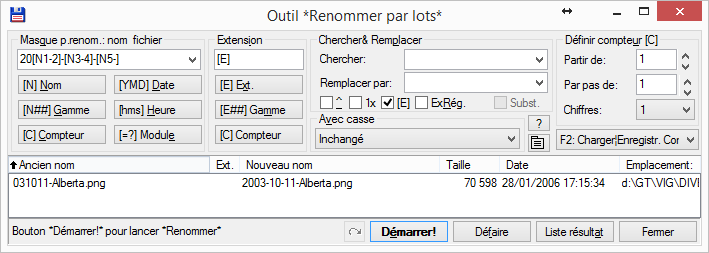 Outil *Renommer par lots*
Masque p.renom.: nom fichier
Extension
Chercher& Remplacer
Définir compteur [C]
20[N1-2]-[N3-4]-[N5-]
[E]
Chercher:
Partir de:
1
[N] Nom
[YMD] Date
[E] Ext.
Remplacer par:
Par pas de:
1
[N##] Gamme
[hms] Heure
[E##] Gamme
^
1x
[E]
ExRég.
Subst.
Chiffres:
1
[C] Compteur
[=?] Module
[C] Compteur
Avec casse
Inchangé
?
F2: Charger|Enregistr. Cor
Ancien nom
Ext.
Nouveau nom
Taille
Date
Emplacement:
031011-Alberta.png
2003-10-11-Alberta.png
70 598
28/01/2006 17:15:34
d:\GT\VIG\DIVI
Bouton *Démarrer!* pour lancer *Renommer*
Démarrer!
Défaire
Liste résultat
Fermer